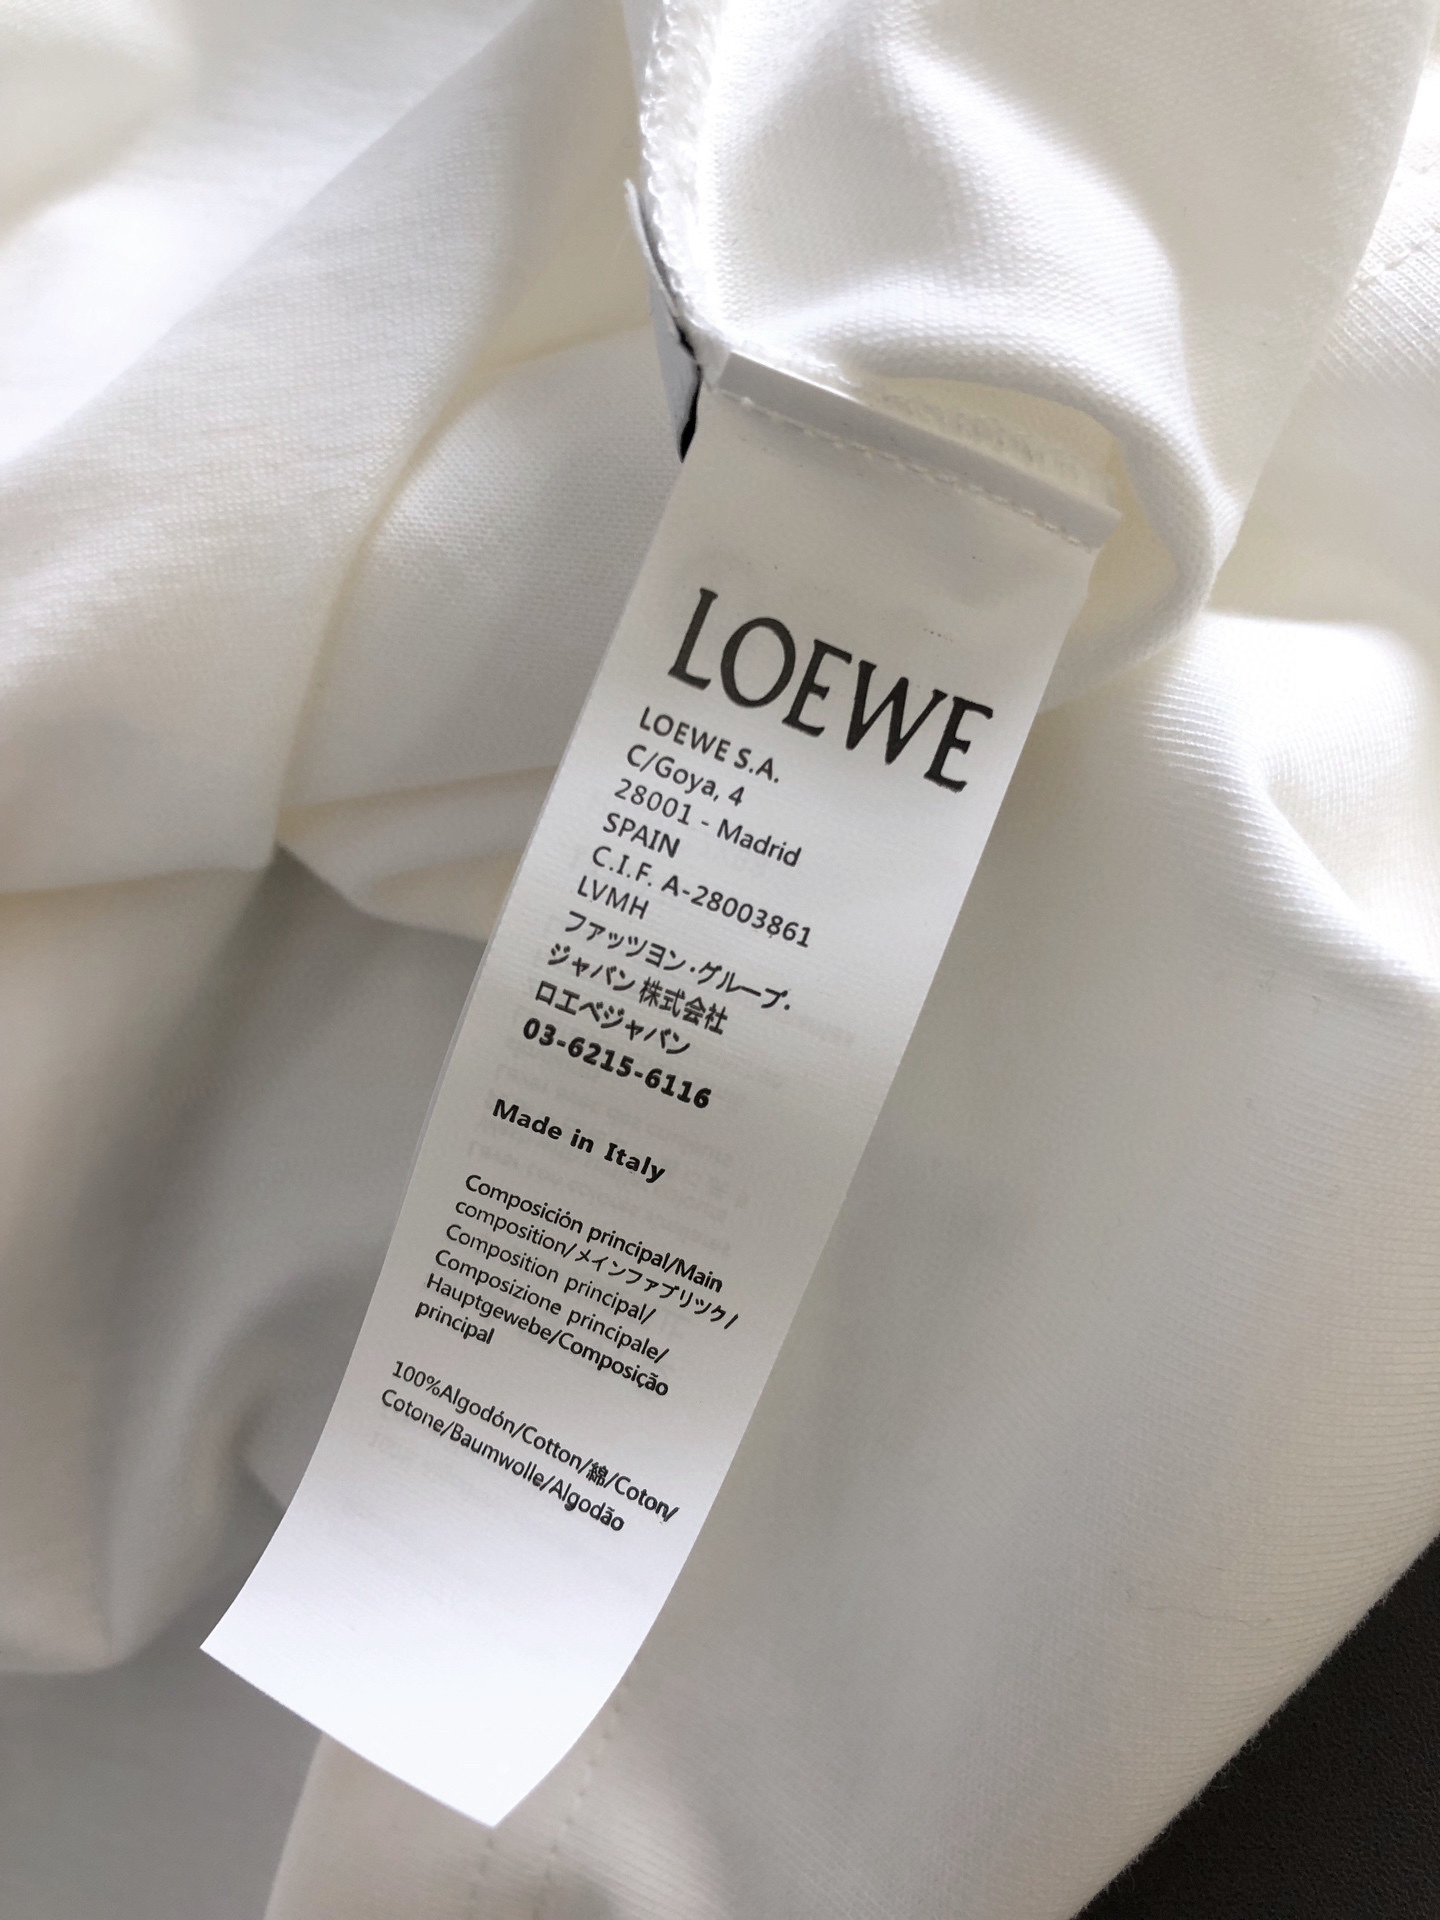 LOEWE
LOEWE S.A.
C/Goya, 4
28001 - Madrid
SPAIN
C.I.F. A-28003861
LVMH
ファッツヨン・グループ・
ジャバン 株式会社
ロエベジャバン
03-6215-6116
Made in Italy
Composición principal/Main
composition/メインファブリツク/
Composition principal/
Composizione principale/
Hauptgewebe/Composição
principal
100%Algodón/Cotton/綿/Coton/
Cotone/Baumwolle/Algodão